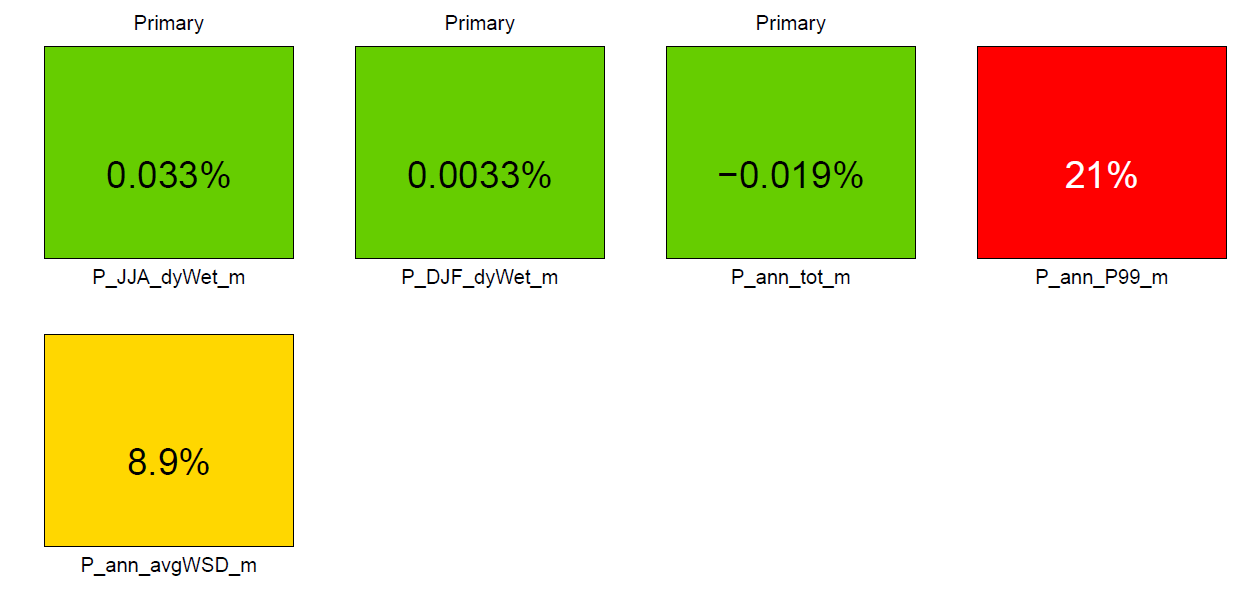 Primary Primary Primary
0.033% 0.0033% −0.019% 21%
P_JJA_dyWet_m P_DJF_dyWet_m P_ann_tot_m P_ann_P99_m
8.9%
P_ann_avgWSD_m